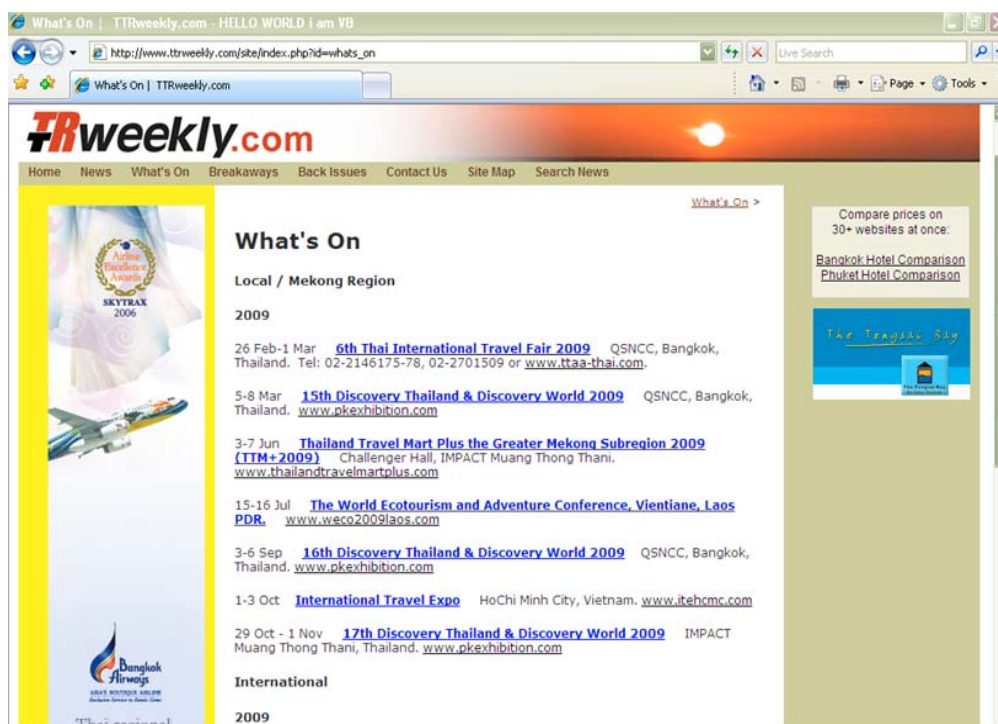 What's On | TTRweekly.com - HELLO WORLD i am VB
http://www.ttrweekly.com/site/index.php?id=whats_on
Live Search
What's On | TTRweekly.com
Page
Tools
TTRweekly.com
Home News What's On Breakaways Back Issues Contact Us Site Map Search News
What's On >
Airline
Excellence
Awards
SKYTRAX
2006
What's On
Local / Mekong Region
2009
26 Feb-1 Mar 6th Thai International Travel Fair 2009 QSNCC, Bangkok,
Thailand. Tel: 02-2146175-78, 02-2701509 or www.ttaa-thai.com.
5-8 Mar 15th Discovery Thailand & Discovery World 2009 QSNCC, Bangkok,
Thailand. www.pkexhibition.com
3-7 Jun Thailand Travel Mart Plus the Greater Mekong Subregion 2009
(TTM+2009) Challenger Hall, IMPACT Muang Thong Thani.
www.thailandtravelmartplus.com
15-16 Jul The World Ecotourism and Adventure Conference, Vientiane, Laos
PDR. www.weco2009laos.com
3-6 Sep 16th Discovery Thailand & Discovery World 2009 QSNCC, Bangkok,
Thailand. www.pkexhibition.com
1-3 Oct International Travel Expo HoChi Minh City, Vietnam. www.itehcmc.com
29 Oct - 1 Nov 17th Discovery Thailand & Discovery World 2009 IMPACT
Muang Thong Thani, Thailand. www.pkexhibition.com
International
2009
Bangkok
Airways
ASIA'S BOUTIQUE AIRLINE
Thai regional
Compare prices on
30+ websites at once:
Bangkok Hotel Comparison
Phuket Hotel Comparison
The Tongsai Bay
The Tongsai Bay